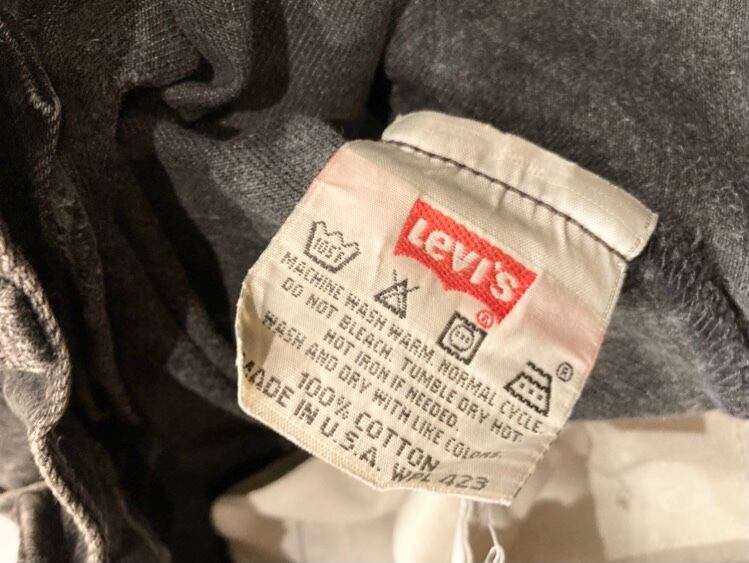 Levi's®
105F
MACHINE WASH WARM. NORMAL CYCLE.
DO NOT BLEACH. TUMBLE DRY HOT.
HOT IRON IF NEEDED.
WASH AND DRY WITH LIKE COLORS.
100% COTTON
MADE IN U.S.A. WPL 423